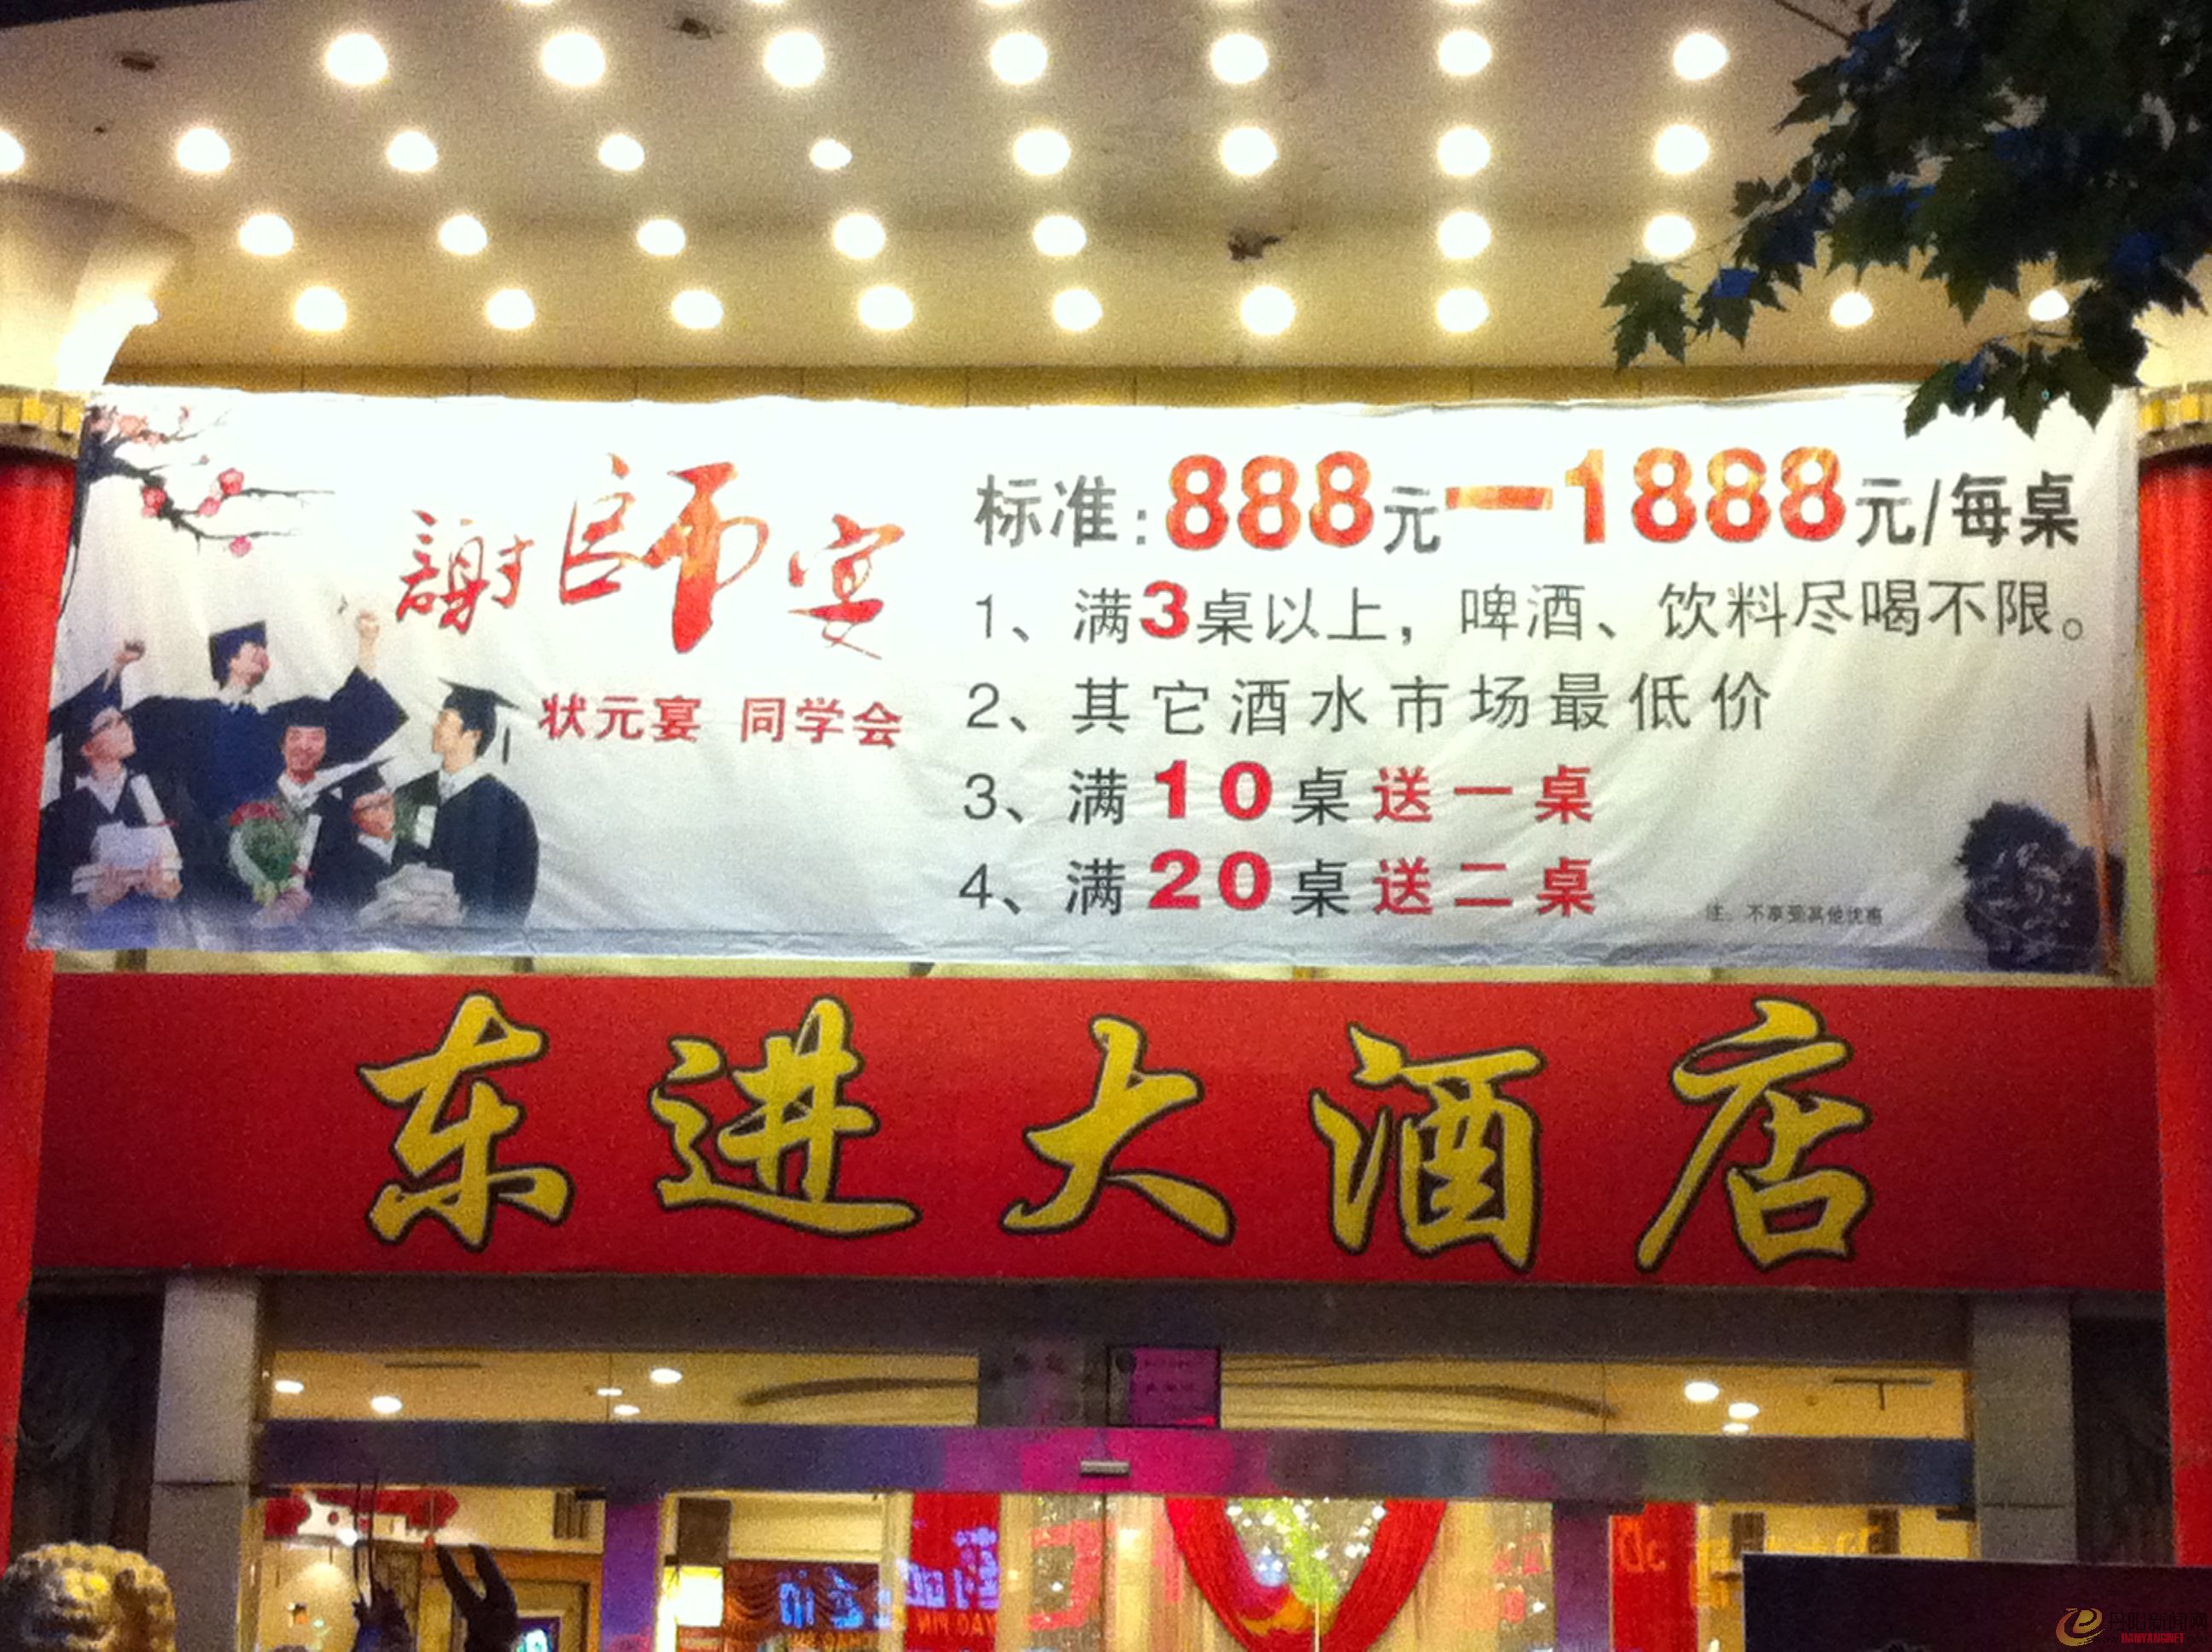 謝師宴
状元宴 同学会
标准:888元一1888元/每桌
1、满3桌以上，啤酒、饮料尽喝不限。
2、其它酒水市场最低价
3、满10桌送一桌
4、满20桌送二桌
注：不享受其他优惠
东进大酒店